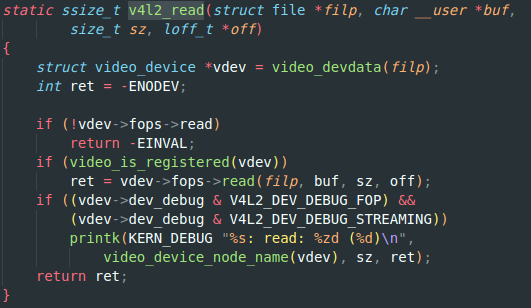 static ssize_t v4l2_read(struct file *filp, char __user *buf,
        size_t sz, loff_t *off)
{
    struct video_device *vdev = video_devdata(filp);
    int ret = -ENODEV;

    if (!vdev->fops->read)
        return -EINVAL;
    if (video_is_registered(vdev))
        ret = vdev->fops->read(filp, buf, sz, off);
    if ((vdev->dev_debug & V4L2_DEV_DEBUG_FOP) &&
        (vdev->dev_debug & V4L2_DEV_DEBUG_STREAMING))
        printk(KERN_DEBUG "%s: read: %zd (%d)\n",
            video_device_node_name(vdev), sz, ret);
    return ret;
}